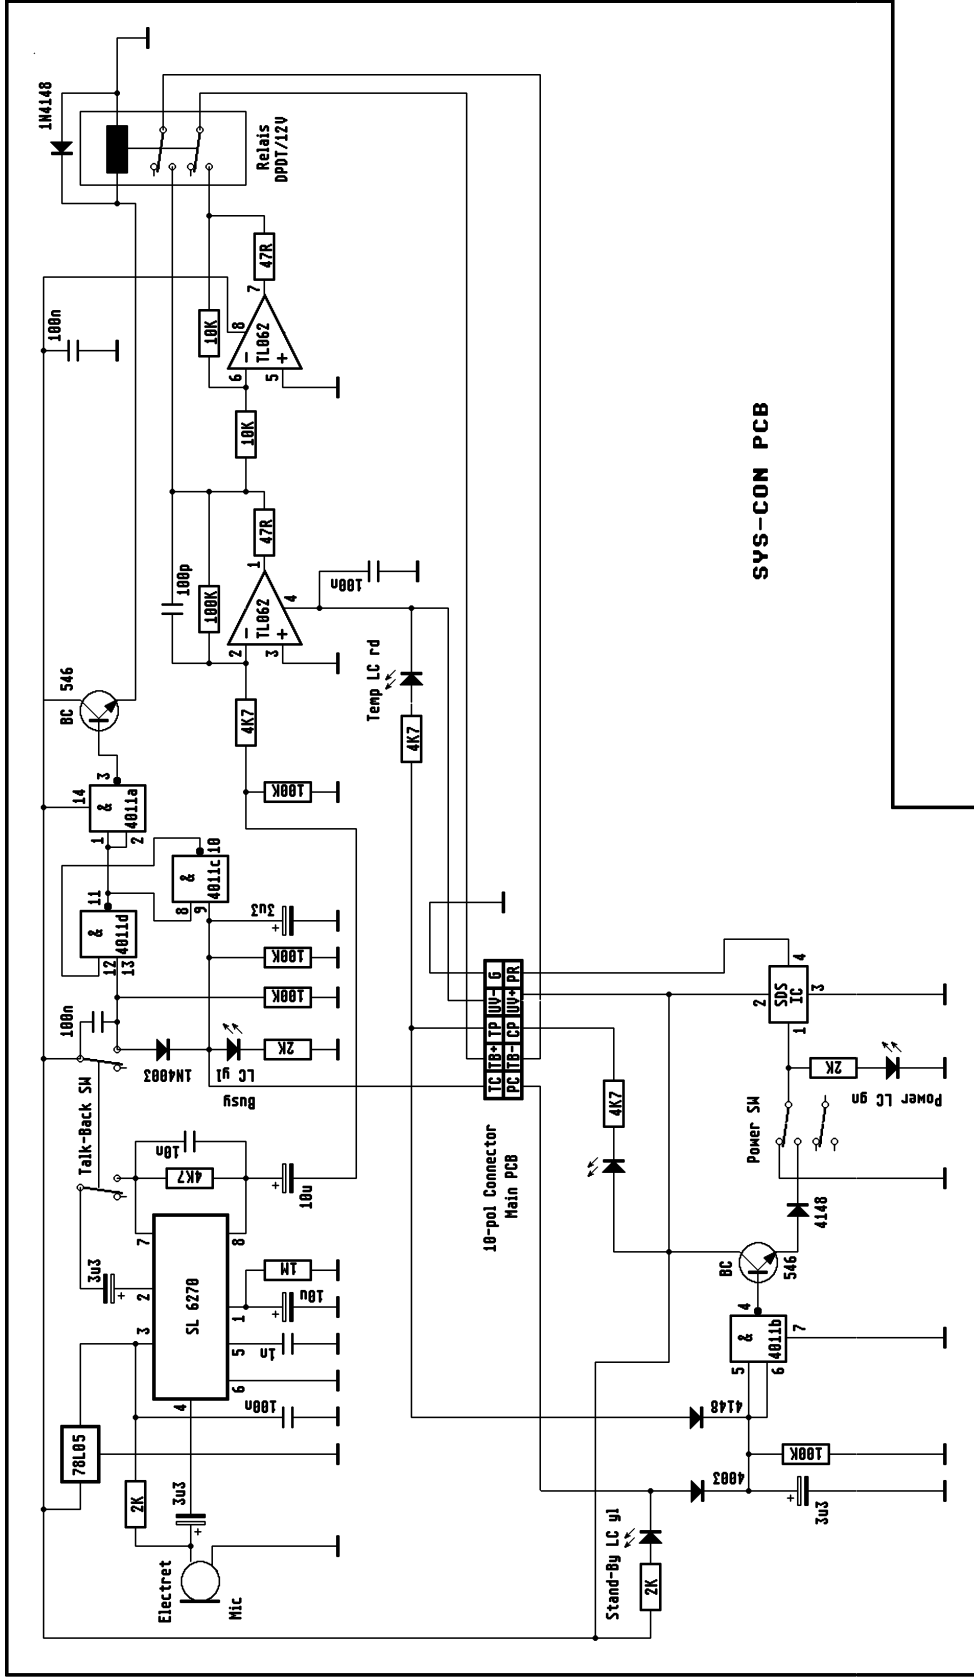 1N4148
Relais
DPDT/12V
100n
47R
7
10K
8
TL062
6
-
5
+
10K
47R
1
100p
100K
TL062
4
2
-
3
+
100n
4K7
100K
Temp LC rd
4K7
BC
546
14
3
&
4011a
1
2
11
&
4011d
12
13
10
&
4011c
8
9
3u3
+
100K
100K
100n
1N4003
LC yl
Busy
2K
Talk-Back SW
10n
4K7
+
10u
7
8
3u3
+
2
3
SL 6270
1
5
6
4
1M
+
10u
1n
100n
78L05
2K
3u3
+
Electret
Mic
G
PR
UV-
UV+
TP
CP
TB+
TB-
TC
PC
10-pol Connector
Main PCB
4K7
SYS-CON PCB
4
2
SDS
IC
3
1
2K
Power LC gn
Power SW
4148
BC
546
4
&
4011b
7
5
6
4148
100K
4003
+
3u3
Stand-By LC yl
2K